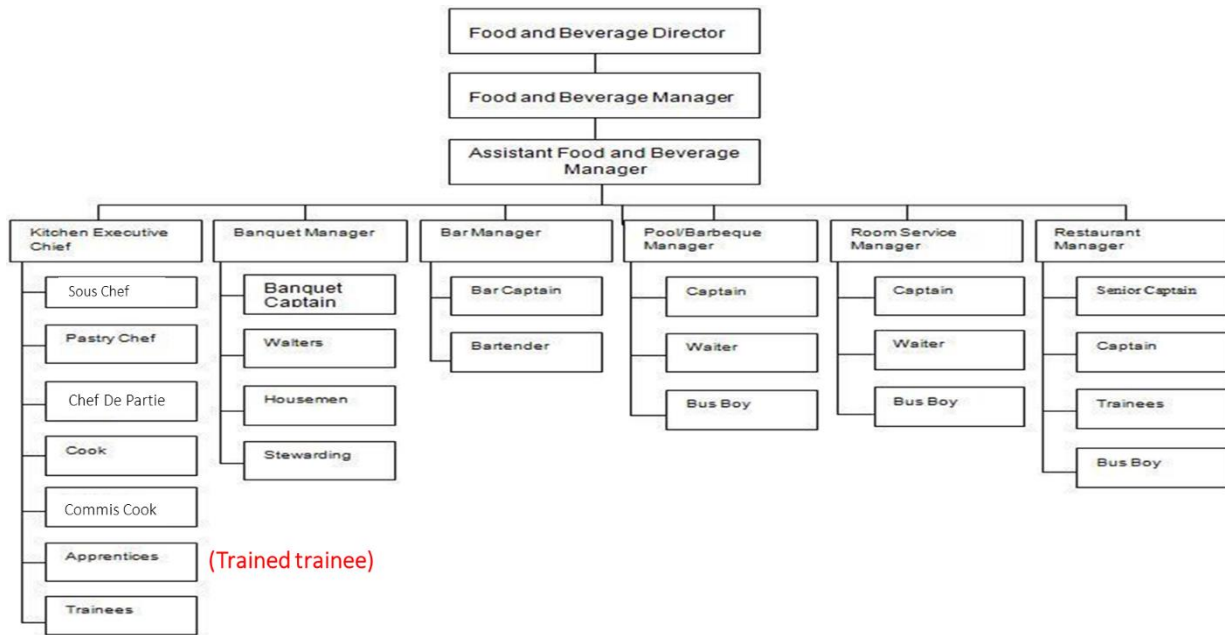 Food and Beverage Director
Food and Beverage Manager
Assistant Food and Beverage
Manager
Kitchen Executive
Chief
Sous Chef
Pastry Chef
Chef De Partie
Cook
Commis Cook
Apprentices
(Trained trainee)
Trainees
Banquet Manager
Banquet
Captain
Waiters
Housemen
Stewarding
Bar Manager
Bar Captain
Bartender
Pool/Barbeque
Manager
Captain
Waiter
Bus Boy
Room Service
Manager
Captain
Waiter
Bus Boy
Restaurant
Manager
Senior Captain
Captain
Trainees
Bus Boy